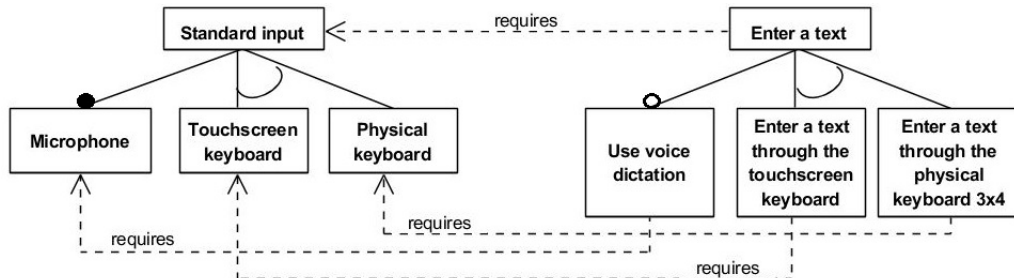 requires
Standard input
Enter a text
Microphone
Touchscreen
keyboard
Physical
keyboard
Use voice
dictation
Enter a text
through the
touchscreen
keyboard
Enter a text
through the
physical
keyboard 3x4
requires
requires
requires